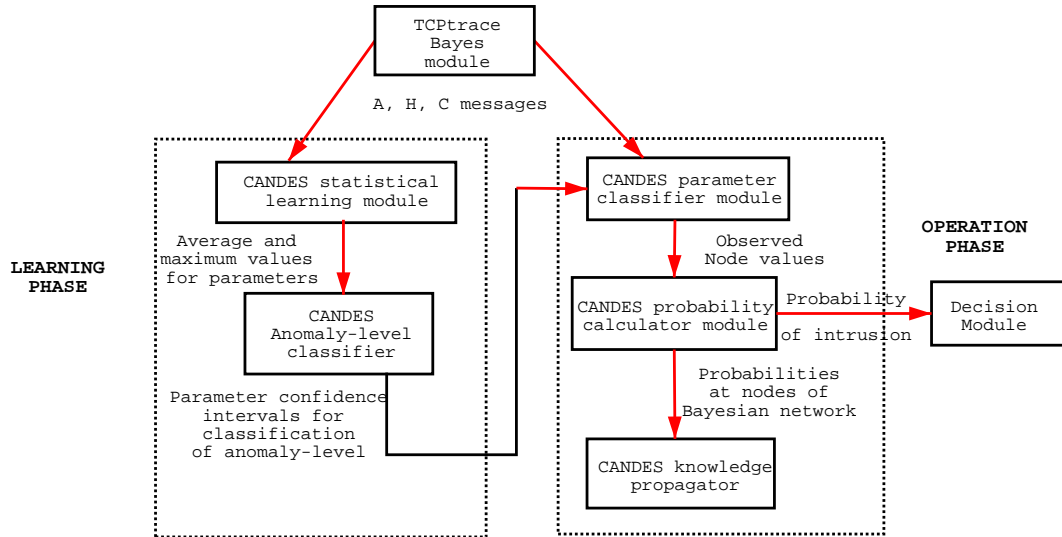 TCPtrace
Bayes
module
A, H, C messages
LEARNING
PHASE
CANDES statistical
learning module
Average and
maximum values
for parameters
CANDES
Anomaly-level
classifier
Parameter confidence
intervals for
classification
of anomaly-level
CANDES parameter
classifier module
Observed
Node values
CANDES probability
calculator module
Probabilities
at nodes of
Bayesian network
CANDES knowledge
propagator
OPERATION
PHASE
Probability
of intrusion
Decision
Module